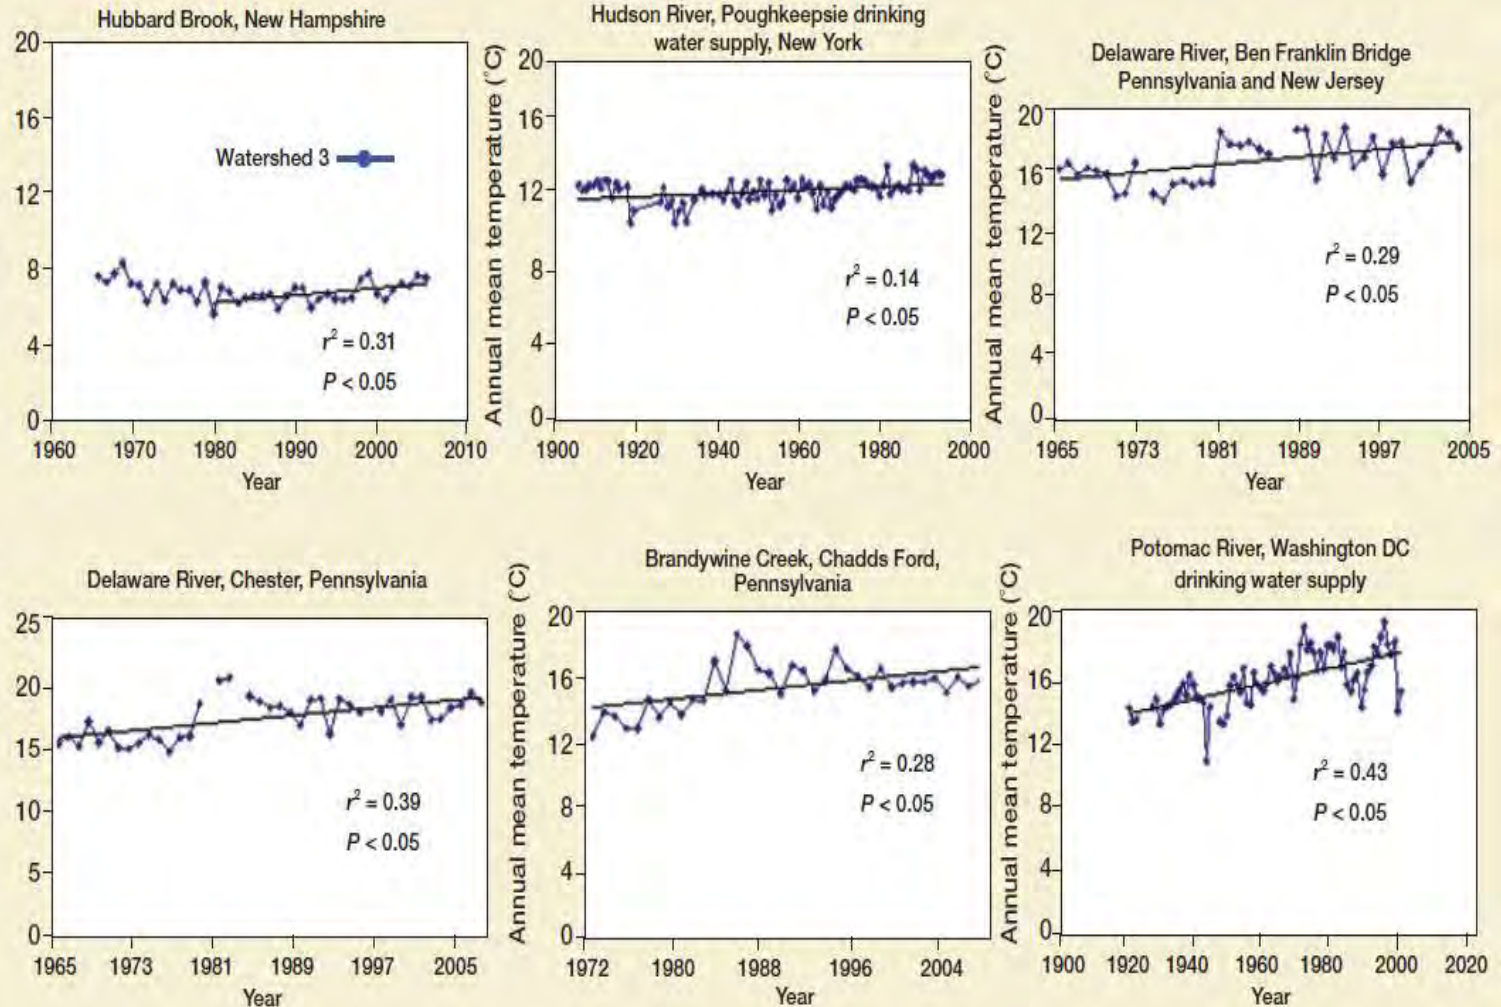 Hubbard Brook, New Hampshire
20
16
12
8
4
0
Watershed 3
r² = 0.31
P < 0.05
1960 1970 1980 1990 2000 2010
Year
Hudson River, Poughkeepsie drinking
water supply, New York
Annual mean temperature (°C)
20
16
12
8
4
0
r² = 0.14
P < 0.05
1900 1920 1940 1960 1980 2000
Year
Delaware River, Ben Franklin Bridge
Pennsylvania and New Jersey
Annual mean temperature (°C)
20
16
12
8
4
0
r² = 0.29
P < 0.05
1965 1973 1981 1989 1997 2005
Year
Delaware River, Chester, Pennsylvania
25
20
15
10
5
0
r² = 0.39
P < 0.05
1965 1973 1981 1989 1997 2005
Year
Brandywine Creek, Chadds Ford,
Pennsylvania
Annual mean temperature (°C)
20
16
12
8
4
0
r² = 0.28
P < 0.05
1972 1980 1988 1996 2004
Year
Potomac River, Washington DC
drinking water supply
Annual mean temperature (°C)
20
16
12
8
4
0
r² = 0.43
P < 0.05
1900 1920 1940 1960 1980 2000 2020
Year